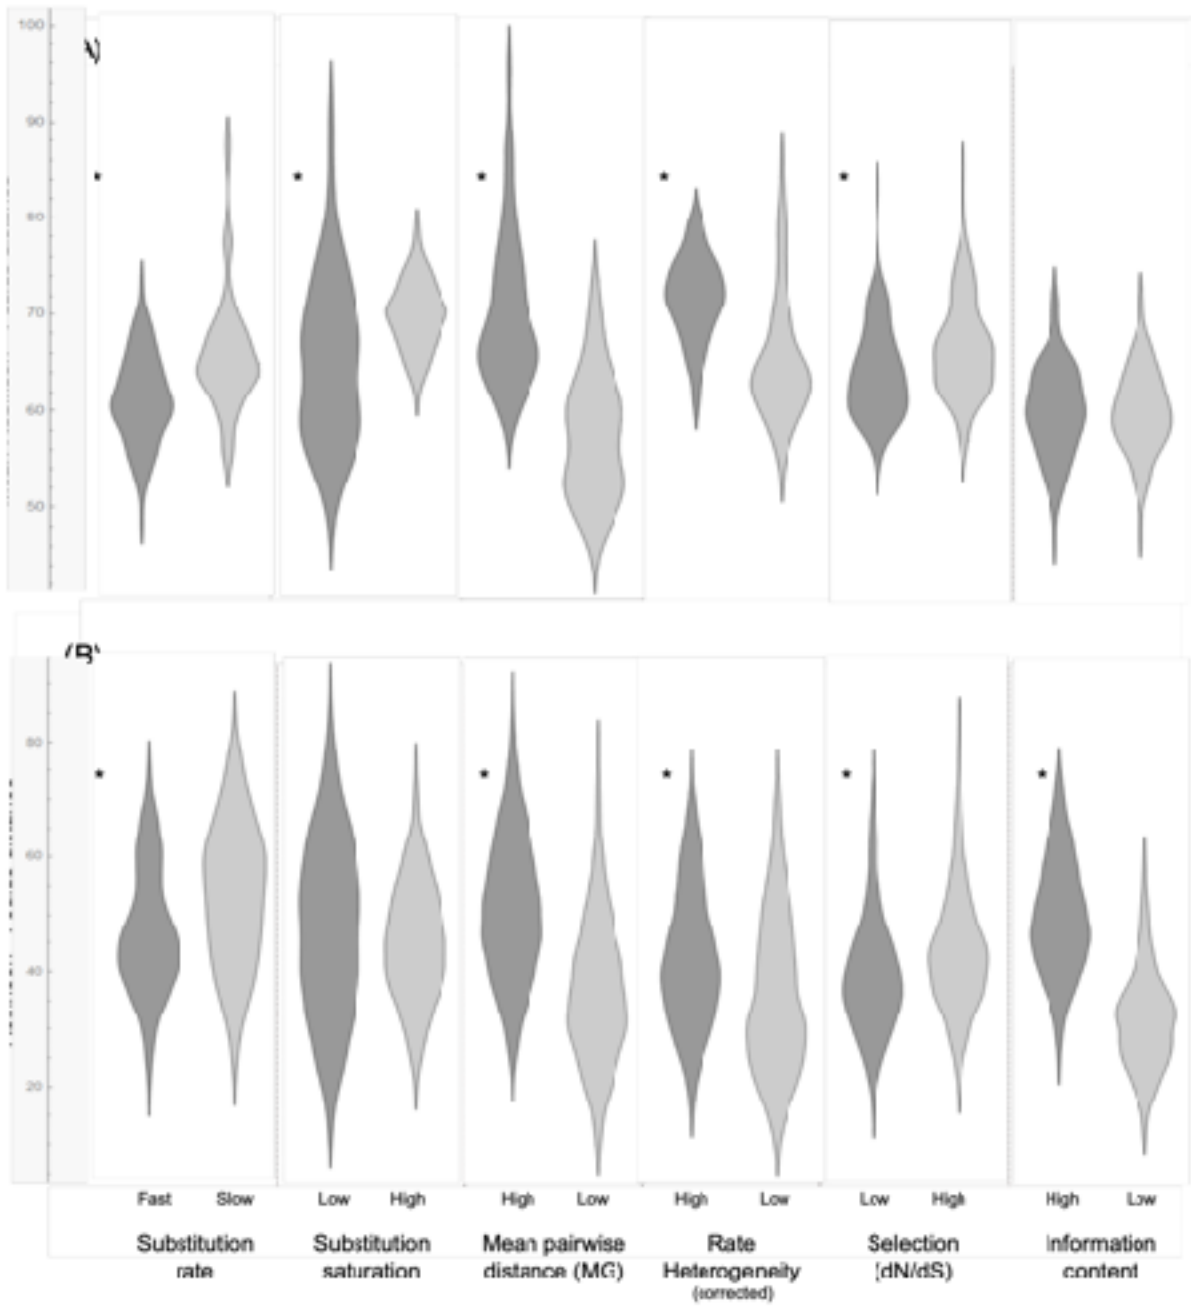 100
A)
90
* * * * *
80
70
60
50
(B)
80
* * * * *
60
40
20
Fast Slow Low High High Low High Low Low High High Low
Substitution Substitution Mean pairwise Rate Selection Information
rate saturation distance (MG) Heterogeneity (dN/dS) content
(corrected)